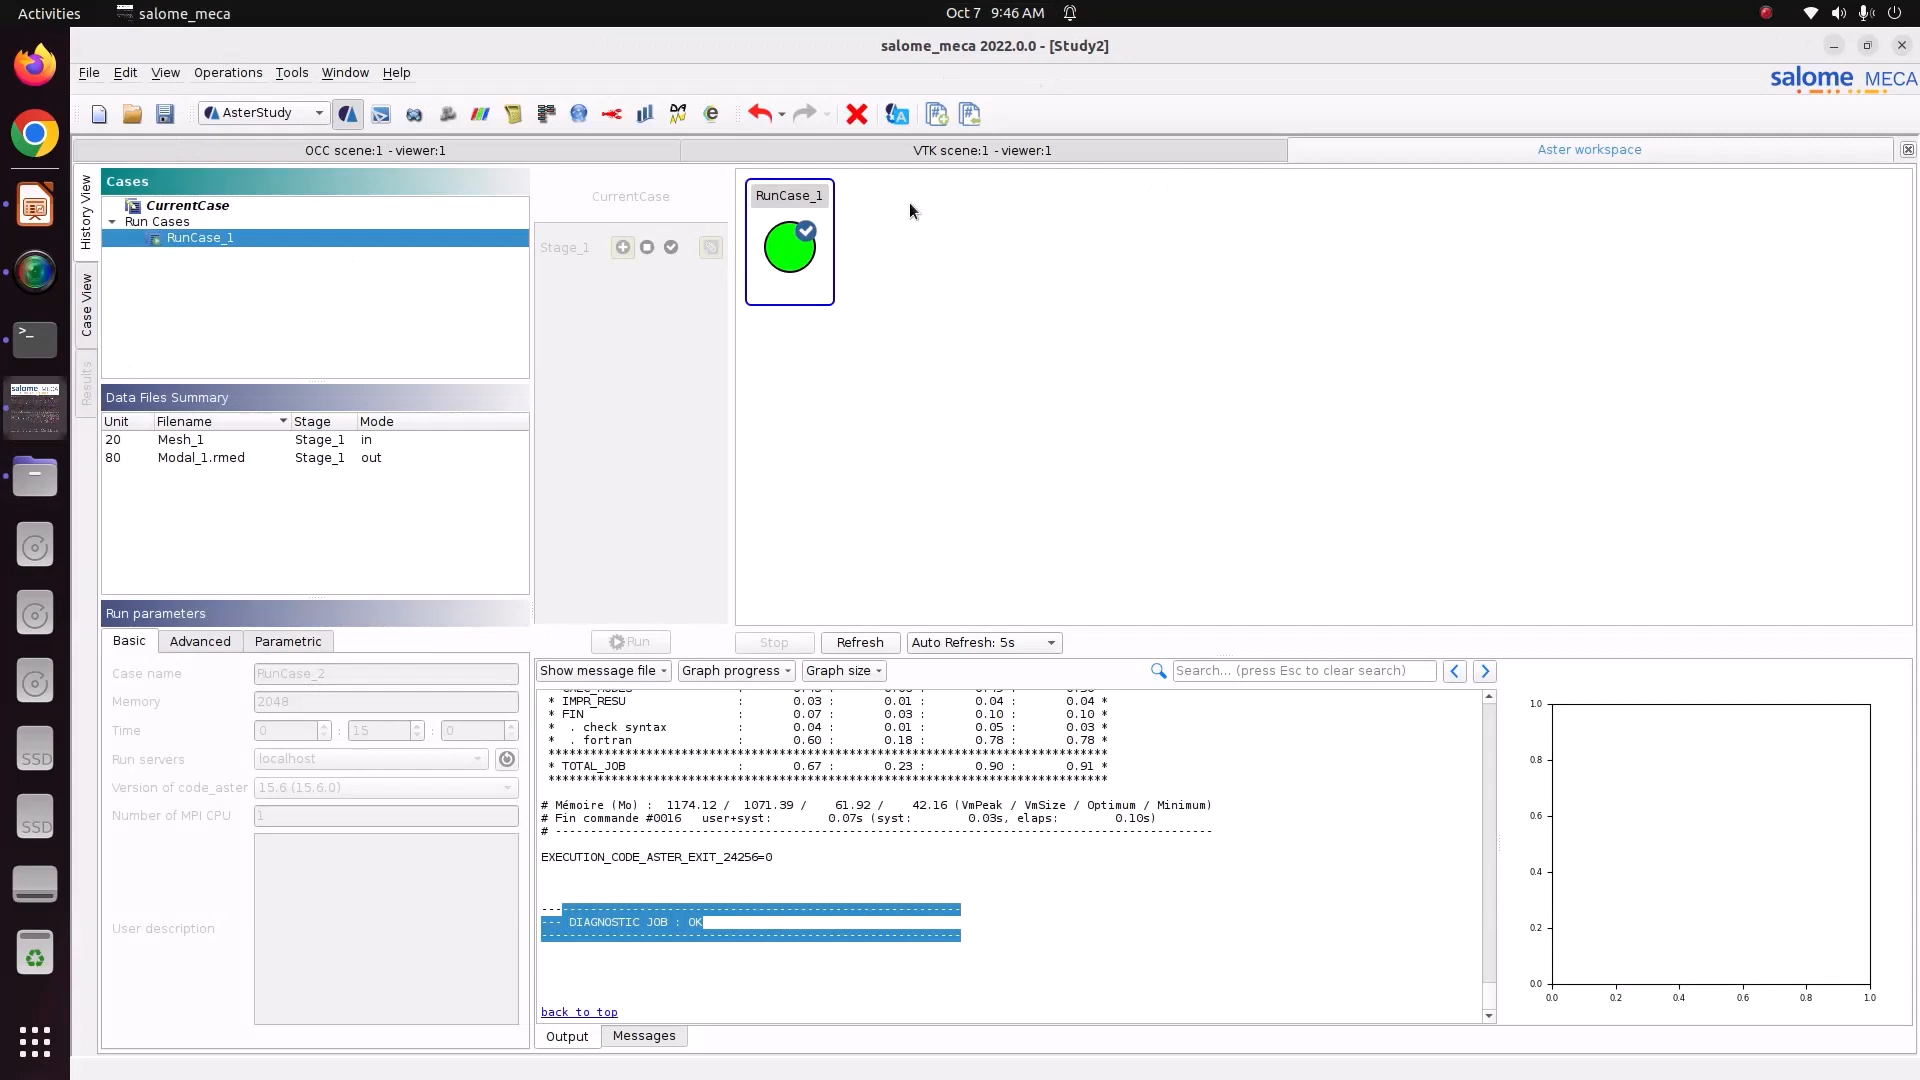 Activities
salome_meca
Oct 7 9:46 AM
salome_meca 2022.0.0 - [Study2]
File Edit View Operations Tools Window Help
salome MECA
AsterStudy
OCC scene:1 - viewer:1
VTK scene:1 - viewer:1
Aster workspace
History View
Case View
Results
Cases
CurrentCase
Run Cases
RunCase_1
CurrentCase
Stage_1
RunCase_1
Data Files Summary
Unit Filename Stage Mode
20 Mesh_1 Stage_1 in
80 Modal_1.rmed Stage_1 out
Run parameters
Basic Advanced Parametric
Case name RunCase_2
Memory 2048
Time 0 : 15 : 0
Run servers localhost
Version of code_aster 15.6 (15.6.0)
Number of MPI CPU 1
User description
Run
Stop Refresh Auto Refresh: 5s
Show message file Graph progress Graph size Search... (press Esc to clear search)
* IMPR_RESU : 0.03 : 0.01 : 0.04 : 0.04 *
* FIN : 0.07 : 0.03 : 0.10 : 0.10 *
* . check syntax : 0.04 : 0.01 : 0.05 : 0.03 *
* . fortran : 0.60 : 0.18 : 0.78 : 0.78 *
********************************************************************************
* TOTAL_JOB : 0.67 : 0.23 : 0.90 : 0.91 *
********************************************************************************
# Mémoire (Mo) : 1174.12 / 1071.39 / 61.92 / 42.16 (VmPeak / VmSize / Optimum / Minimum)
# Fin commande #0016 user+syst: 0.07s (syst: 0.03s, elaps: 0.10s)
# ----------------------------------------------------------------------------------------------
EXECUTION_CODE_ASTER_EXIT_24256=0
------------------------------------------------------------
--- DIAGNOSTIC JOB : OK
------------------------------------------------------------
back to top
Output Messages
1.0
0.8
0.6
0.4
0.2
0.0
0.0 0.2 0.4 0.6 0.8 1.0
SSD
SSD